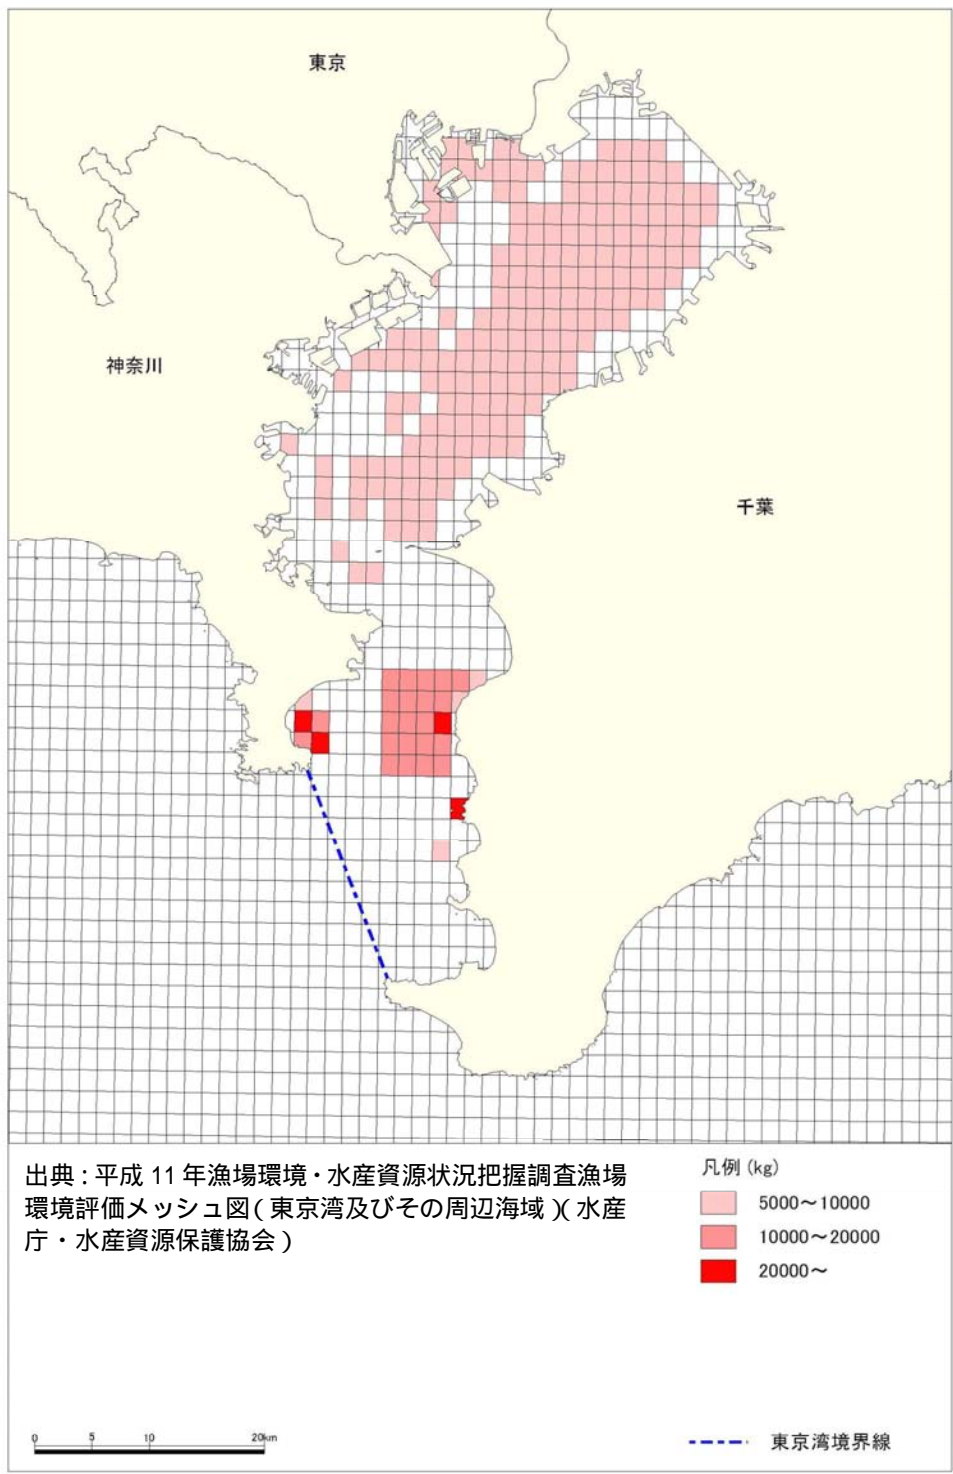 東京
神奈川
千葉
出典:平成 11 年漁場環境・水産資源状況把握調査漁場
環境評価メッシュ図(東京湾及びその周辺海域)(水産
庁・水産資源保護協会)
凡例 (kg)
5000～10000
10000～20000
20000～
0 5 10 20km
東京湾境界線